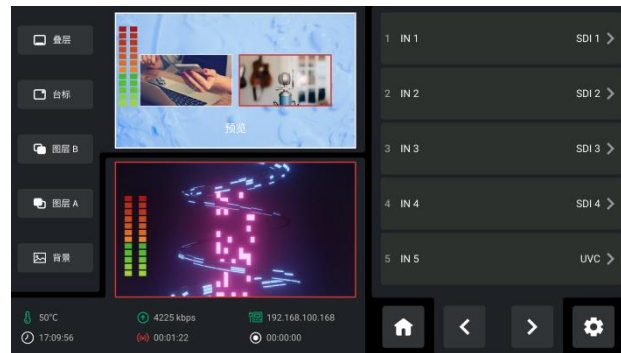 叠层
台标
图层 B
图层 A
背景
预览
50°C
4225 kbps
192.168.100.168
17:09:56
00:01:22
00:00:00
1 IN 1 SDI 1
2 IN 2 SDI 2
3 IN 3 SDI 3
4 IN 4 SDI 4
5 IN 5 UVC